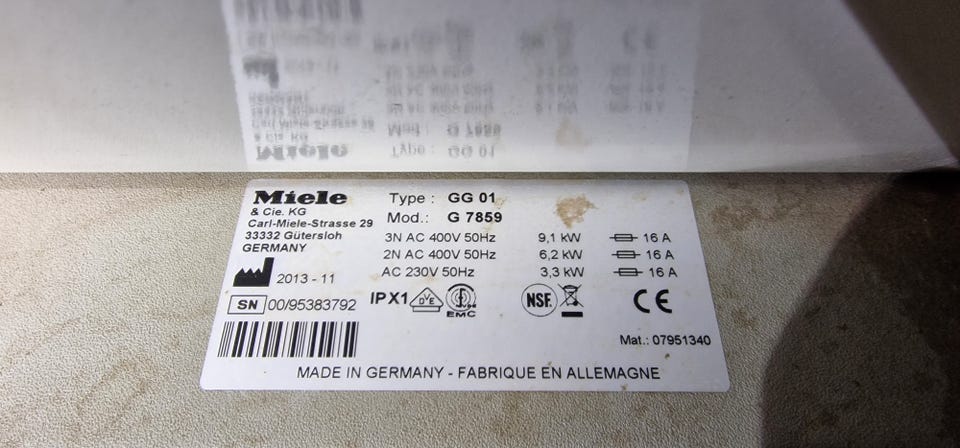 Miele
& Cie. KG
Carl-Miele-Strasse 29
33332 Gütersloh
GERMANY
2013 - 11
SN 00/95383792
Type : GG 01
Mod.: G 7859
3N AC 400V 50Hz 9,1 kW 16 A
2N AC 400V 50Hz 6,2 kW 16 A
AC 230V 50Hz 3,3 kW 16 A
IPX1 DVE EMC NSF. CE
Mat.: 07951340
MADE IN GERMANY - FABRIQUE EN ALLEMAGNE